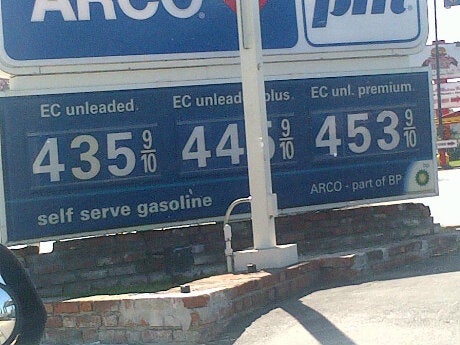 ARCO
pm
EC unleaded
EC unlead plus
EC unl. premium
435 9/10
44 9/10
453 9/10
self serve gasoline
ARCO - part of BP